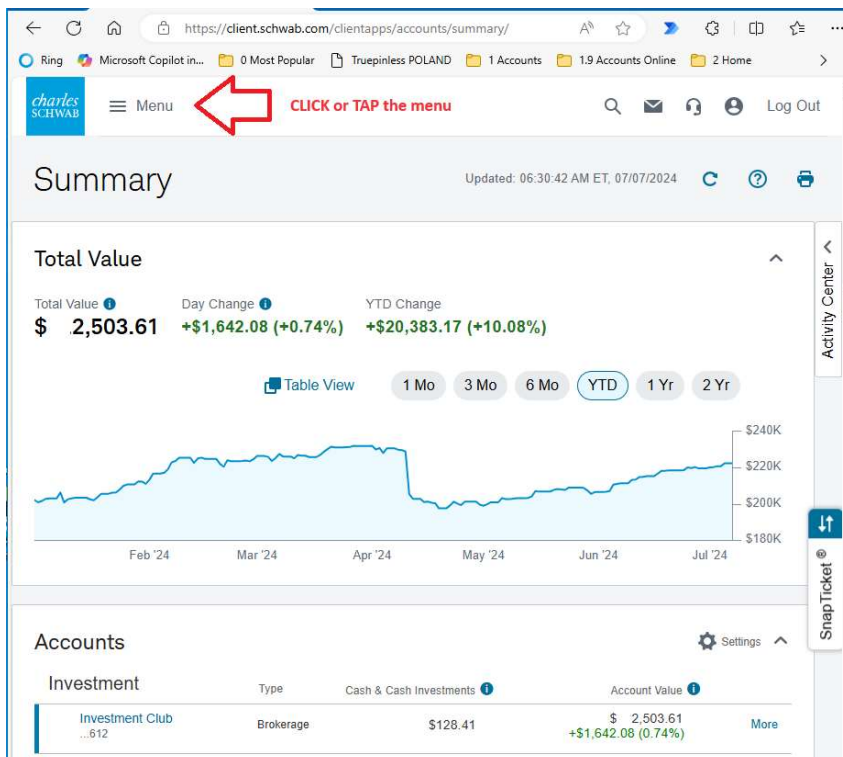 https://client.schwab.com/clientapps/accounts/summary/
Ring Microsoft Copilot in... 0 Most Popular Truepinless POLAND 1 Accounts 1.9 Accounts Online 2 Home
charles
SCHWAB
Menu
CLICK or TAP the menu
Log Out
Summary
Updated: 06:30:42 AM ET, 07/07/2024
Total Value
Total Value Day Change YTD Change
$ 2,503.61 +$1,642.08 (+0.74%) +$20,383.17 (+10.08%)
Table View 1 Mo 3 Mo 6 Mo YTD 1 Yr 2 Yr
$240K
$220K
$200K
$180K
Feb '24 Mar '24 Apr '24 May '24 Jun '24 Jul '24
Activity Center
SnapTicket ®
Accounts
Settings
Investment
Type Cash & Cash Investments Account Value
Investment Club Brokerage $128.41 $ 2,503.61 More
...612 +$1,642.08 (0.74%)